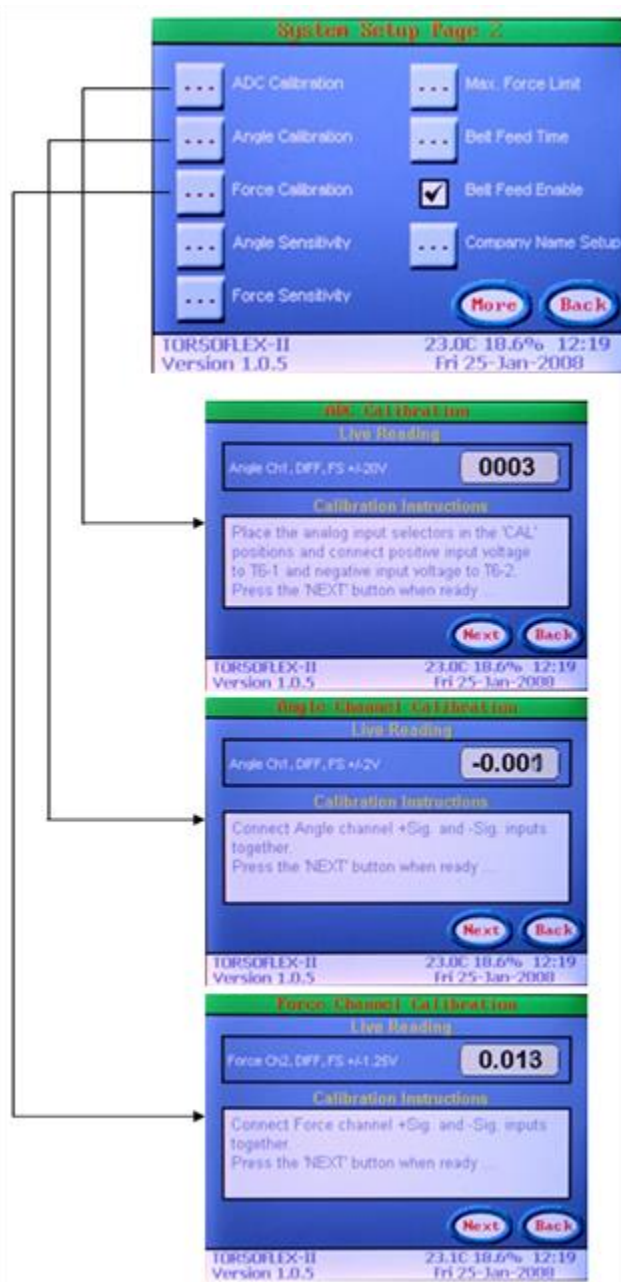 System Setup Page 2
... ADC Calibration ... Max. Force Limit
... Angle Calibration ... Belt Feed Time
... Force Calibration Belt Feed Enable
... Angle Sensitivity ... Company Name Setup
... Force Sensitivity
More Back
TORSOFLEX-II 23.0C 18.6% 12:19
Version 1.0.5 Fri 25-Jan-2008
ADC Calibration
Live Reading
Angle Ch1, DIFF, FS +/-20V 0003
Calibration Instructions
Place the analog input selectors in the 'CAL'
positions and connect positive input voltage
to T6-1 and negative input voltage to T6-2.
Press the 'NEXT' button when ready ...
Next Back
TORSOFLEX-II 23.0C 18.6% 12:19
Version 1.0.5 Fri 25-Jan-2008
Angle Channel Calibration
Live Reading
Angle Ch1, DIFF, FS +/-2V -0.001
Calibration Instructions
Connect Angle channel +Sig. and -Sig. inputs
together.
Press the 'NEXT' button when ready ...
Next Back
TORSOFLEX-II 23.0C 18.6% 12:19
Version 1.0.5 Fri 25-Jan-2008
Force Channel Calibration
Live Reading
Force Ch2, DIFF, FS +/-1.25V 0.013
Calibration Instructions
Connect Force channel +Sig. and -Sig. inputs
together.
Press the 'NEXT' button when ready ...
Next Back
TORSOFLEX-II 23.1C 18.6% 12:19
Version 1.0.5 Fri 25-Jan-2008